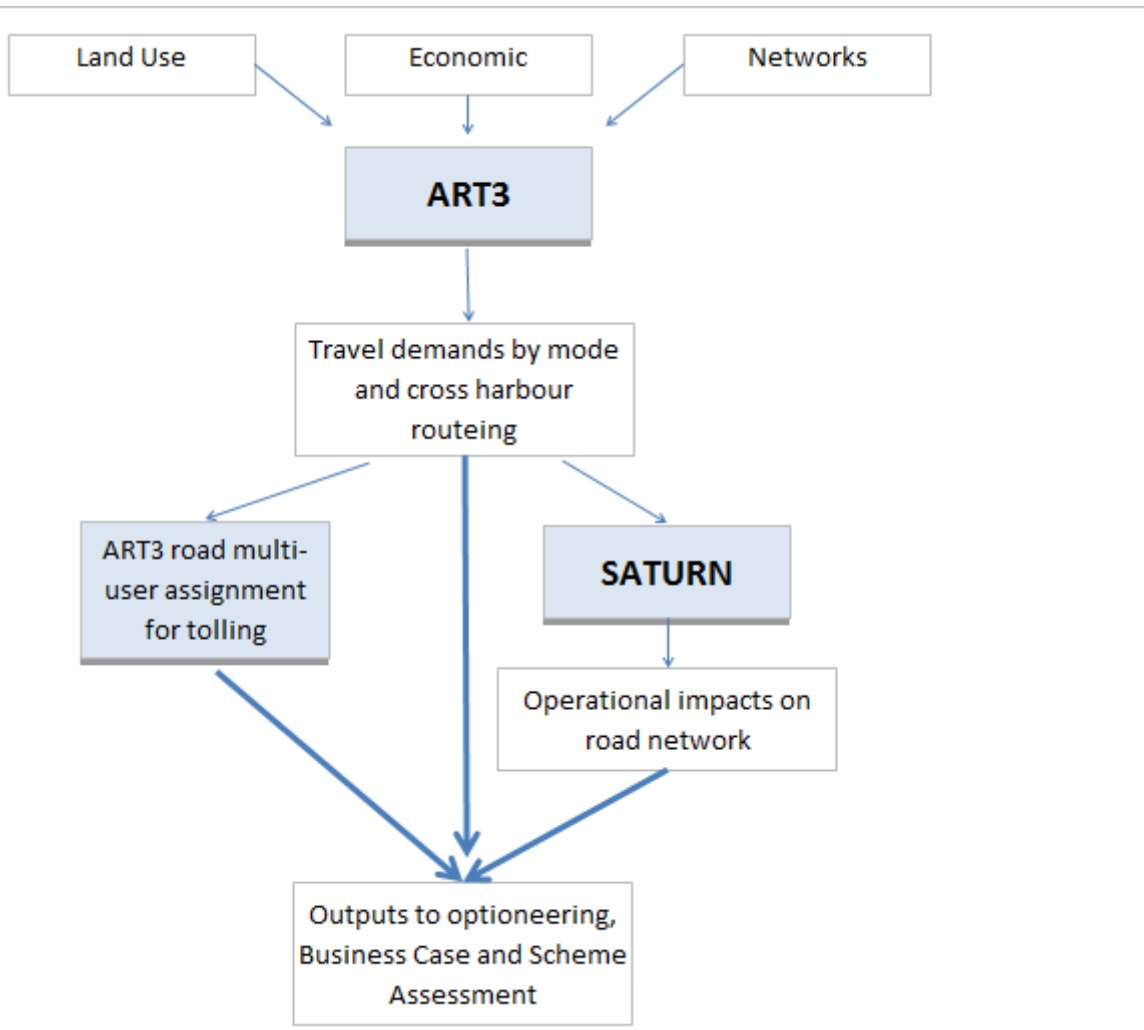 Land Use
Economic
Networks
ART3
Travel demands by mode
and cross harbour
routeing
ART3 road multi-
user assignment
for tolling
SATURN
Operational impacts on
road network
Outputs to optioneering,
Business Case and Scheme
Assessment